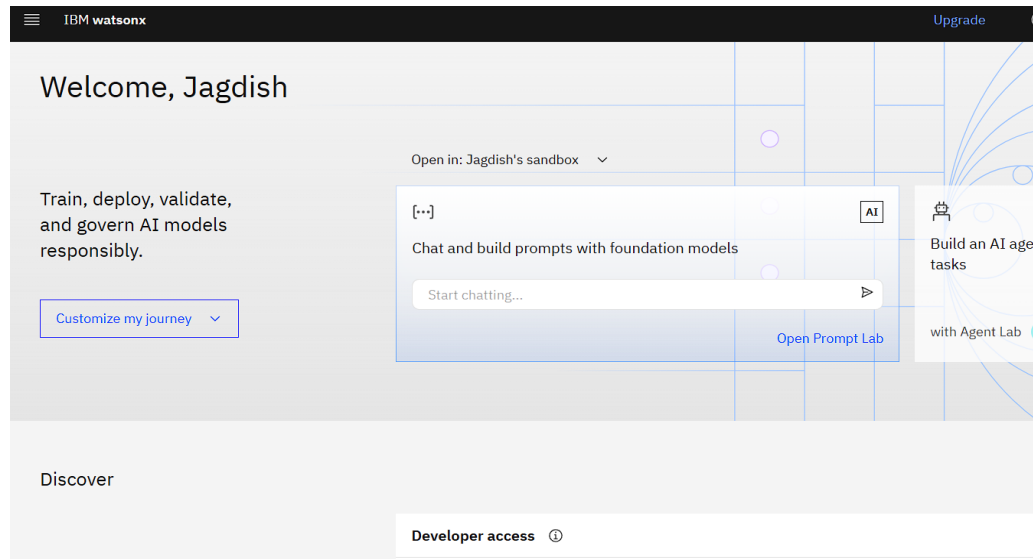 IBM watsonx
Upgrade
Welcome, Jagdish
Open in: Jagdish's sandbox
Train, deploy, validate,
and govern AI models
responsibly.
Customize my journey
[···]
AI
Chat and build prompts with foundation models
Start chatting...
Open Prompt Lab
Build an AI age
tasks
with Agent Lab
Discover
Developer access